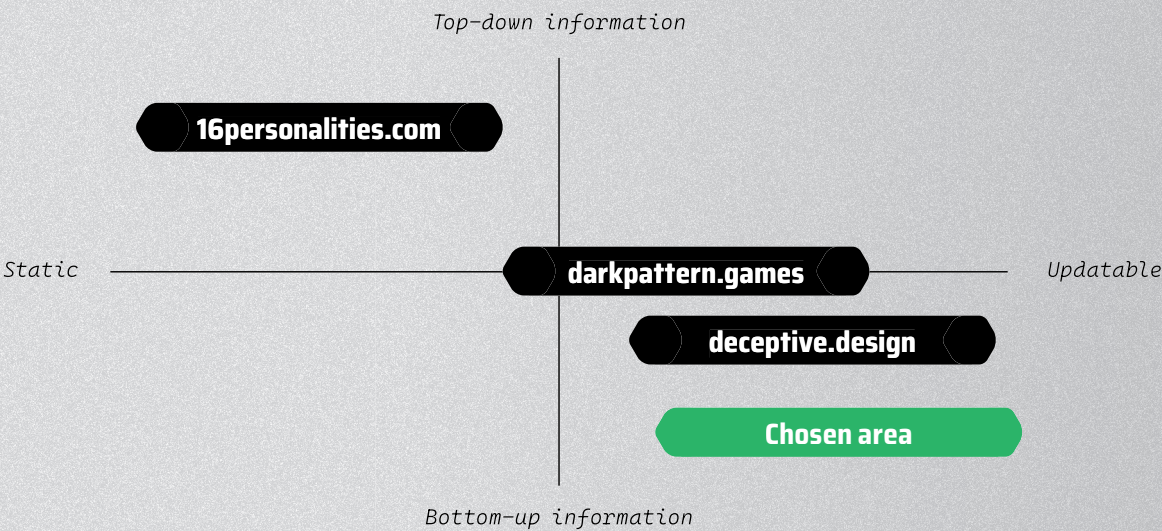 Top-down information
16personalities.com
Static
darkpattern.games
Updatable
deceptive.design
Chosen area
Bottom-up information